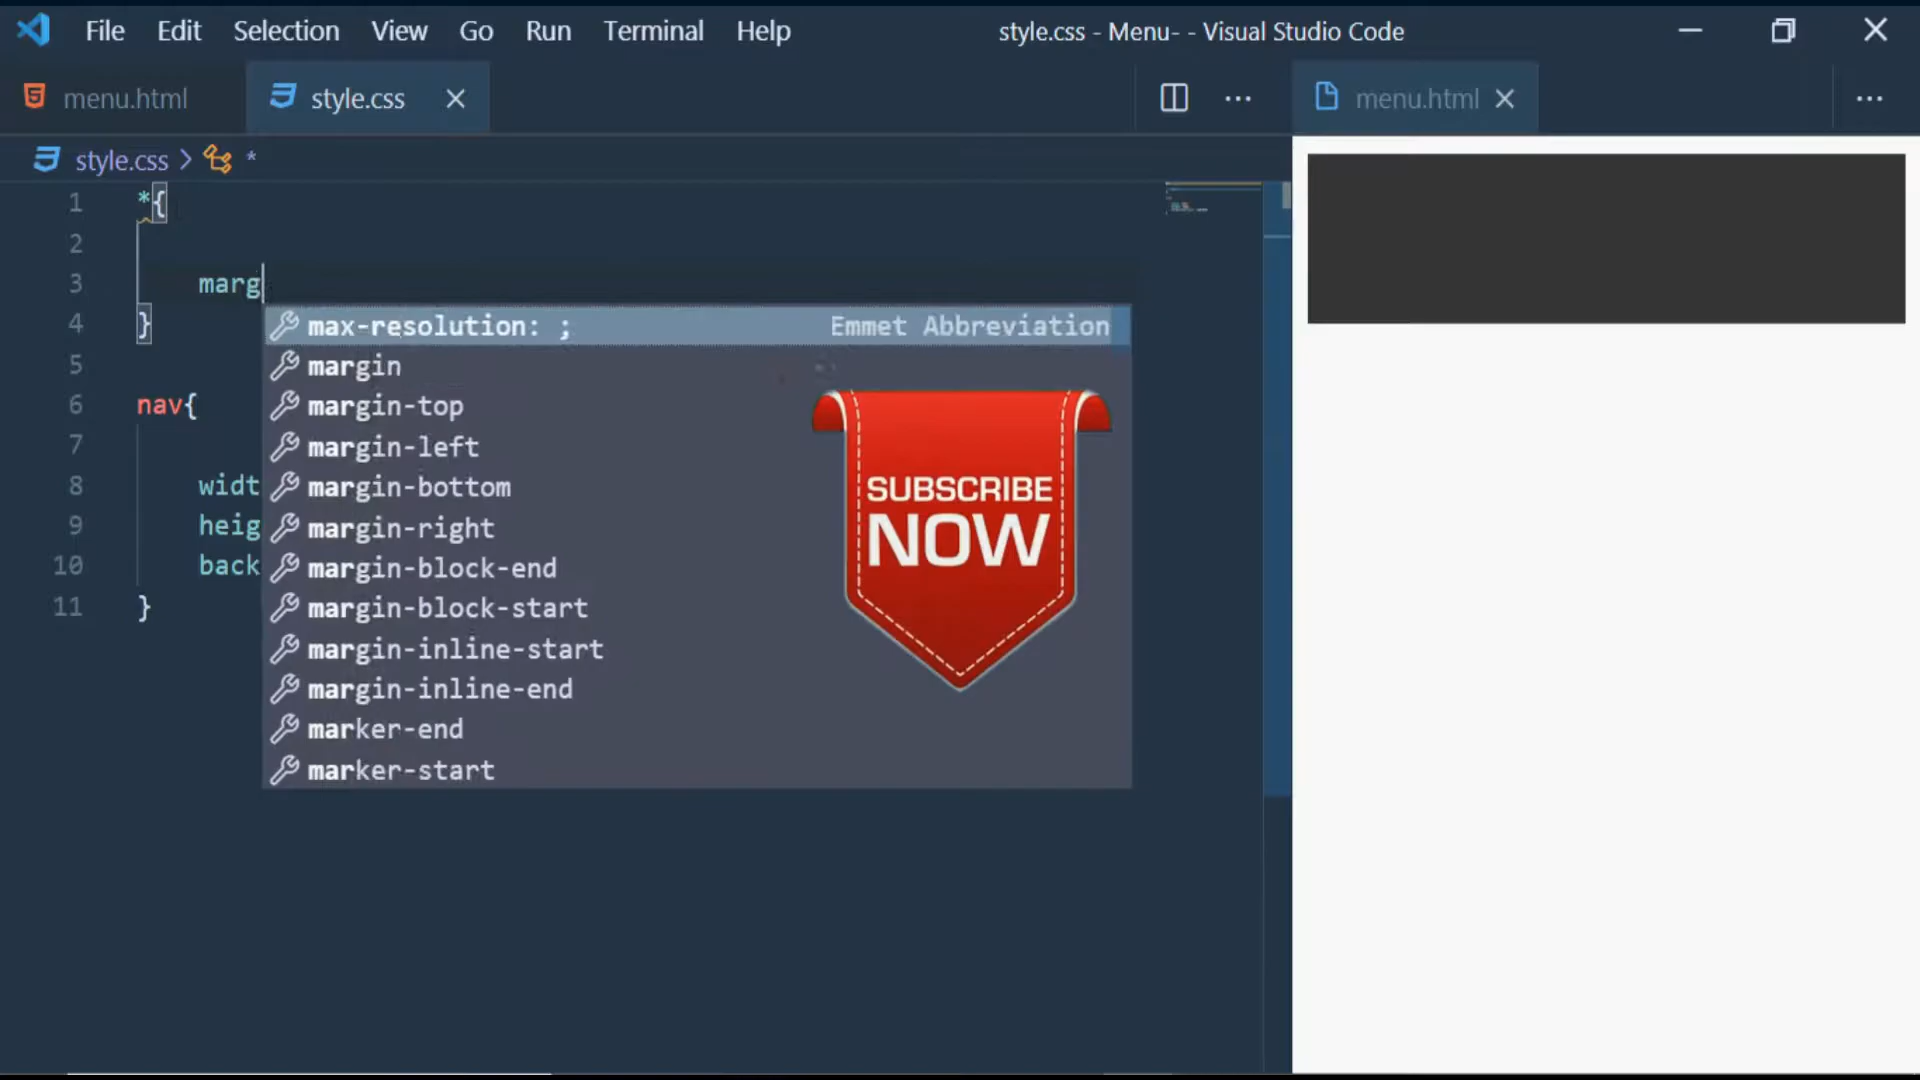 File Edit Selection View Go Run Terminal Help style.css - Menu- - Visual Studio Code
menu.html style.css menu.html
style.css > *
1 *{
2
3 marg
4 }
5
6 nav{
7
8 widt
9 heig
10 back
11 }
max-resolution: ; Emmet Abbreviation
margin
margin-top
margin-left
margin-bottom
margin-right
margin-block-end
margin-block-start
margin-inline-start
margin-inline-end
marker-end
marker-start
SUBSCRIBE
NOW